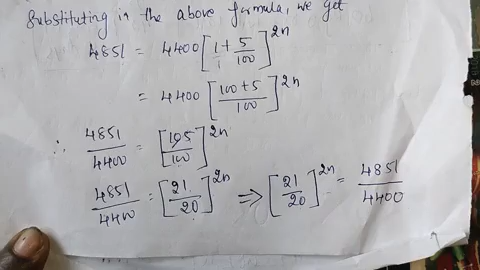 Substituting in the above formula, we get
4851 = 4400 [1/1 + 5/100]^2n
= 4400 [100+5/100]^2n
∴ 4851/4400 = [105/100]^2n
4851/4400 = [21/20]^2n ⇒ [21/20]^2n = 4851/4400